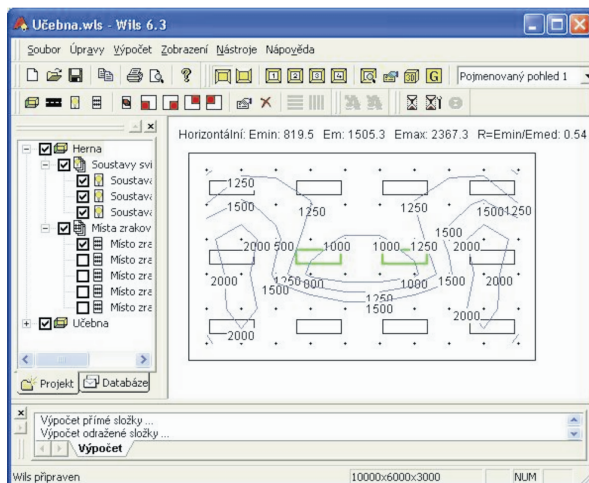 Učebna.wls - Wils 6.3
Soubor Úpravy Výpočet Zobrazení Nástroje Nápověda
Pojmenovaný pohled 1
Horizontální: Emin: 819.5 Em: 1505.3 Emax: 2367.3 R=Emin/Emed: 0.54
Herna
Soustavy svi
Soustava
Soustava
Soustava
Místa zrakov
Místo zra
Místo zra
Místo zra
Místo zra
Místo zra
Učebna
1250
1500 1250 1250 1500 1250
2000 500 1000 1000 1250 2000
2000 1250 000 1000 1500 2000
1500 1250
1500
2000 2000
Projekt Databáze
Výpočet přímé složky ...
Výpočet odražené složky ...
Výpočet
Wils připraven 10000x6000x3000 NUM